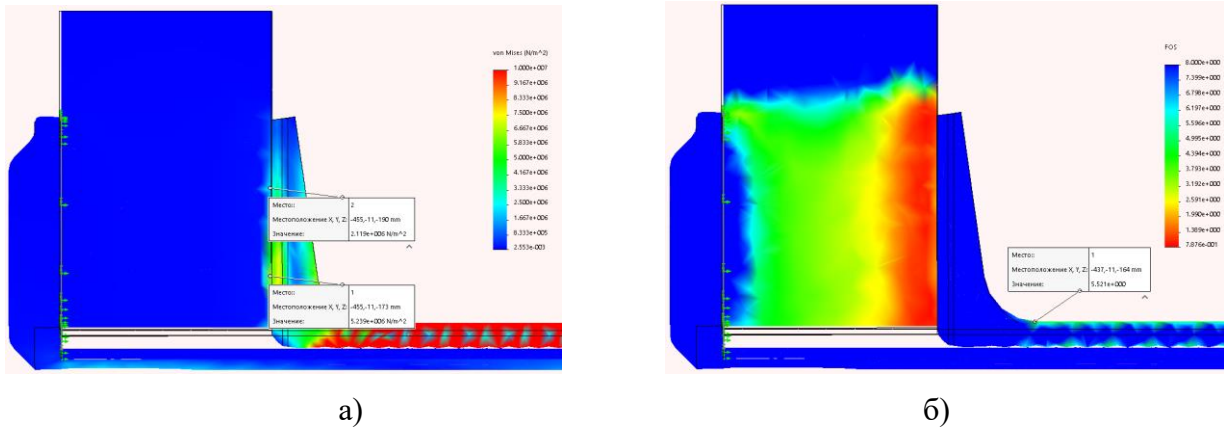 von Mises (N/m^2)
1.000e+007
9.167e+006
8.333e+006
7.500e+006
6.667e+006
5.833e+006
5.000e+006
4.167e+006
3.333e+006
2.500e+006
1.667e+006
8.333e+005
2.553e-003
Место:: 2
Местоположение X, Y, Z: -455,-11,-190 mm
Значение: 2.119e+006 N/m^2
Место:: 1
Местоположение X, Y, Z: -455,-11,-173 mm
Значение: 5.239e+006 N/m^2
а)
FOS
8.000e+000
7.399e+000
6.798e+000
6.197e+000
5.596e+000
4.995e+000
4.394e+000
3.793e+000
3.192e+000
2.591e+000
1.990e+000
1.389e+000
7.876e-001
Место:: 1
Местоположение X, Y, Z: -437,-11,-164 mm
Значение: 5.521e+000
б)